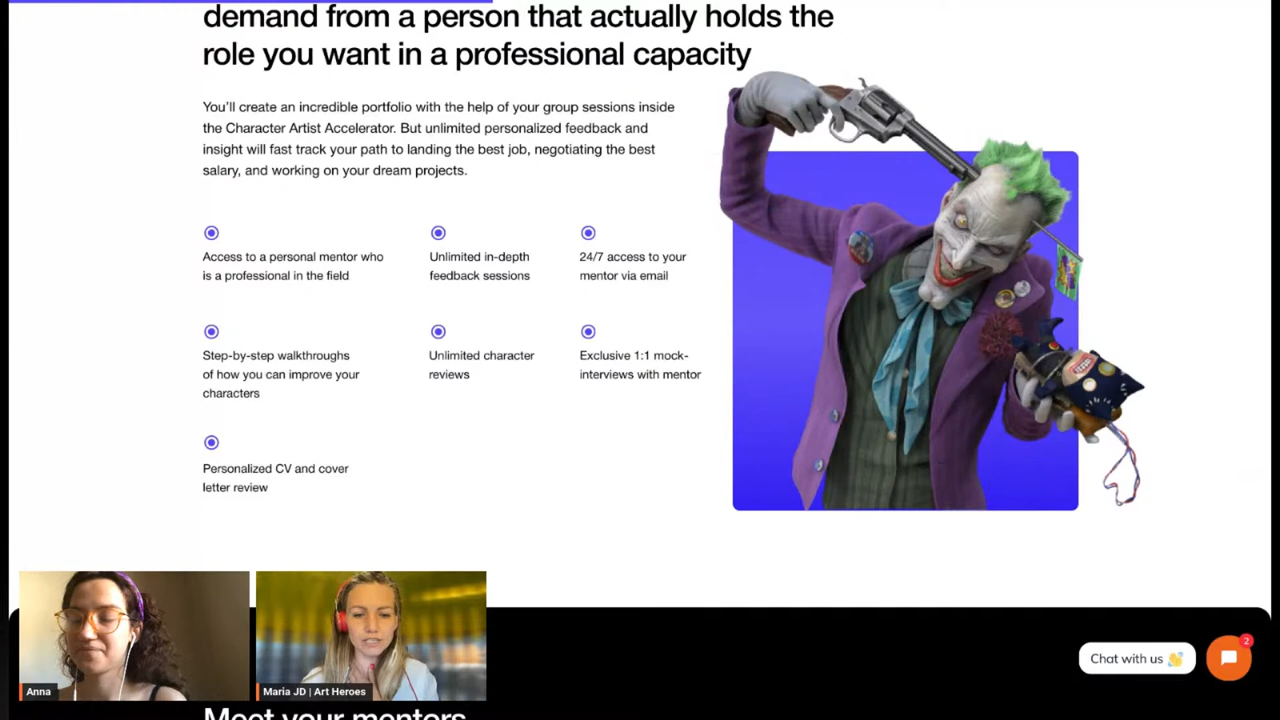 demand from a person that actually holds the
role you want in a professional capacity
You'll create an incredible portfolio with the help of your group sessions inside
the Character Artist Accelerator. But unlimited personalized feedback and
insight will fast track your path to landing the best job, negotiating the best
salary, and working on your dream projects.
Access to a personal mentor who
is a professional in the field
Unlimited in-depth
feedback sessions
24/7 access to your
mentor via email
Step-by-step walkthroughs
of how you can improve your
characters
Unlimited character
reviews
Exclusive 1:1 mock-
interviews with mentor
Personalized CV and cover
letter review
Anna
Maria JD | Art Heroes
Chat with us 👋
2
Meet your mentors